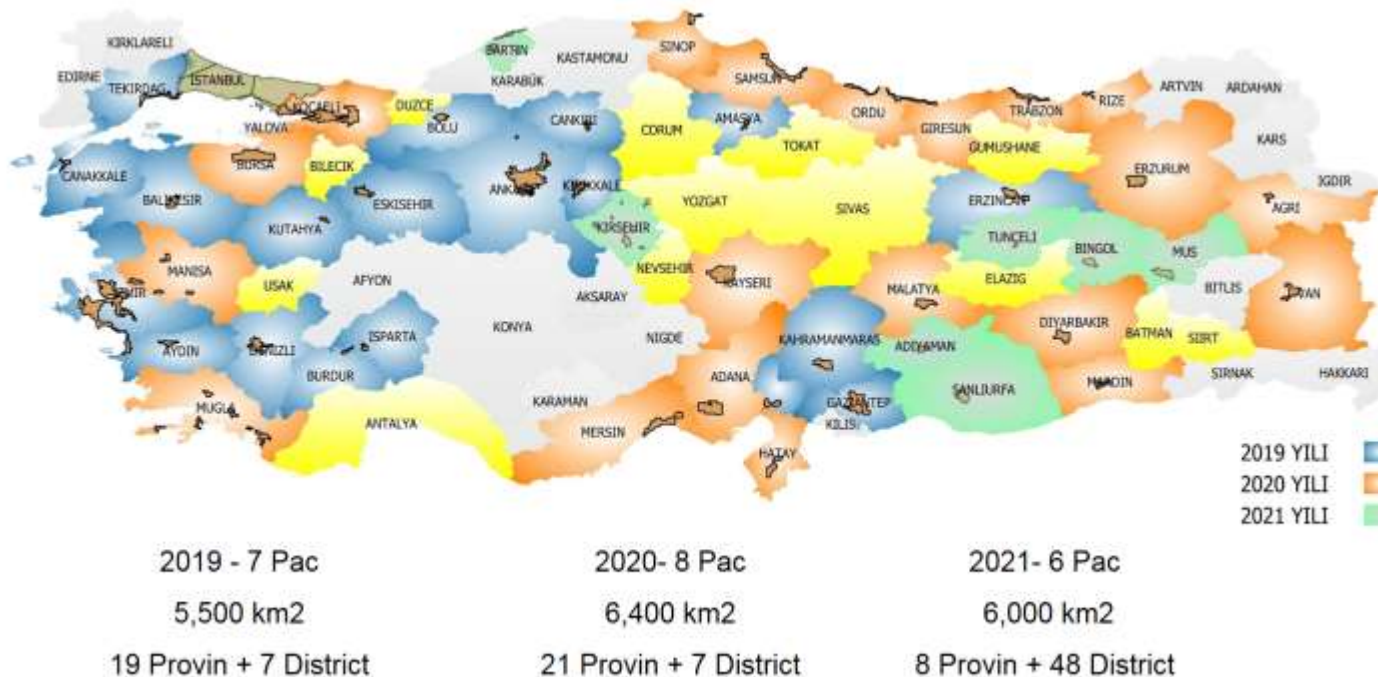 KIRKLARELI
EDIRNE
TEKIRDAG
ISTANBUL
KOCAELI
YALOVA
DUZCE
BOLU
BARTIN
KARABÜK
KASTAMONU
CANKIRI
SINOP
SAMSUN
AMASYA
CORUM
TOKAT
ORDU
GIRESUN
TRABZON
RIZE
ARTVIN
ARDAHAN
KARS
IGDIR
GUMUSHANE
ERZURUM
AGRI
CANAKKALE
BALIKESIR
BURSA
BILECIK
ESKISEHIR
KUTAHYA
KIRSEHIR
YOZGAT
SIVAS
ERZINCAN
TUNCELI
BINGOL
MUS
BITLIS
VAN
MANISA
USAK
AFYON
NEVSEHIR
KAYSERI
AKSARAY
KONYA
NIGDE
MALATYA
ELAZIG
DIYARBAKIR
BATMAN
SIIRT
SIRNAK
HAKKARI
AYDIN
DENIZLI
ISPARTA
BURDUR
MUGLA
ANTALYA
KARAMAN
MERSIN
ADANA
KAHRAMANMARAS
ADIYAMAN
SANLIURFA
MARDIN
GAZIANTEP
KILIS
HATAY
2019 YILI
2020 YILI
2021 YILI
2019 - 7 Pac
2020- 8 Pac
2021- 6 Pac
5,500 km2
6,400 km2
6,000 km2
19 Provin + 7 District
21 Provin + 7 District
8 Provin + 48 District